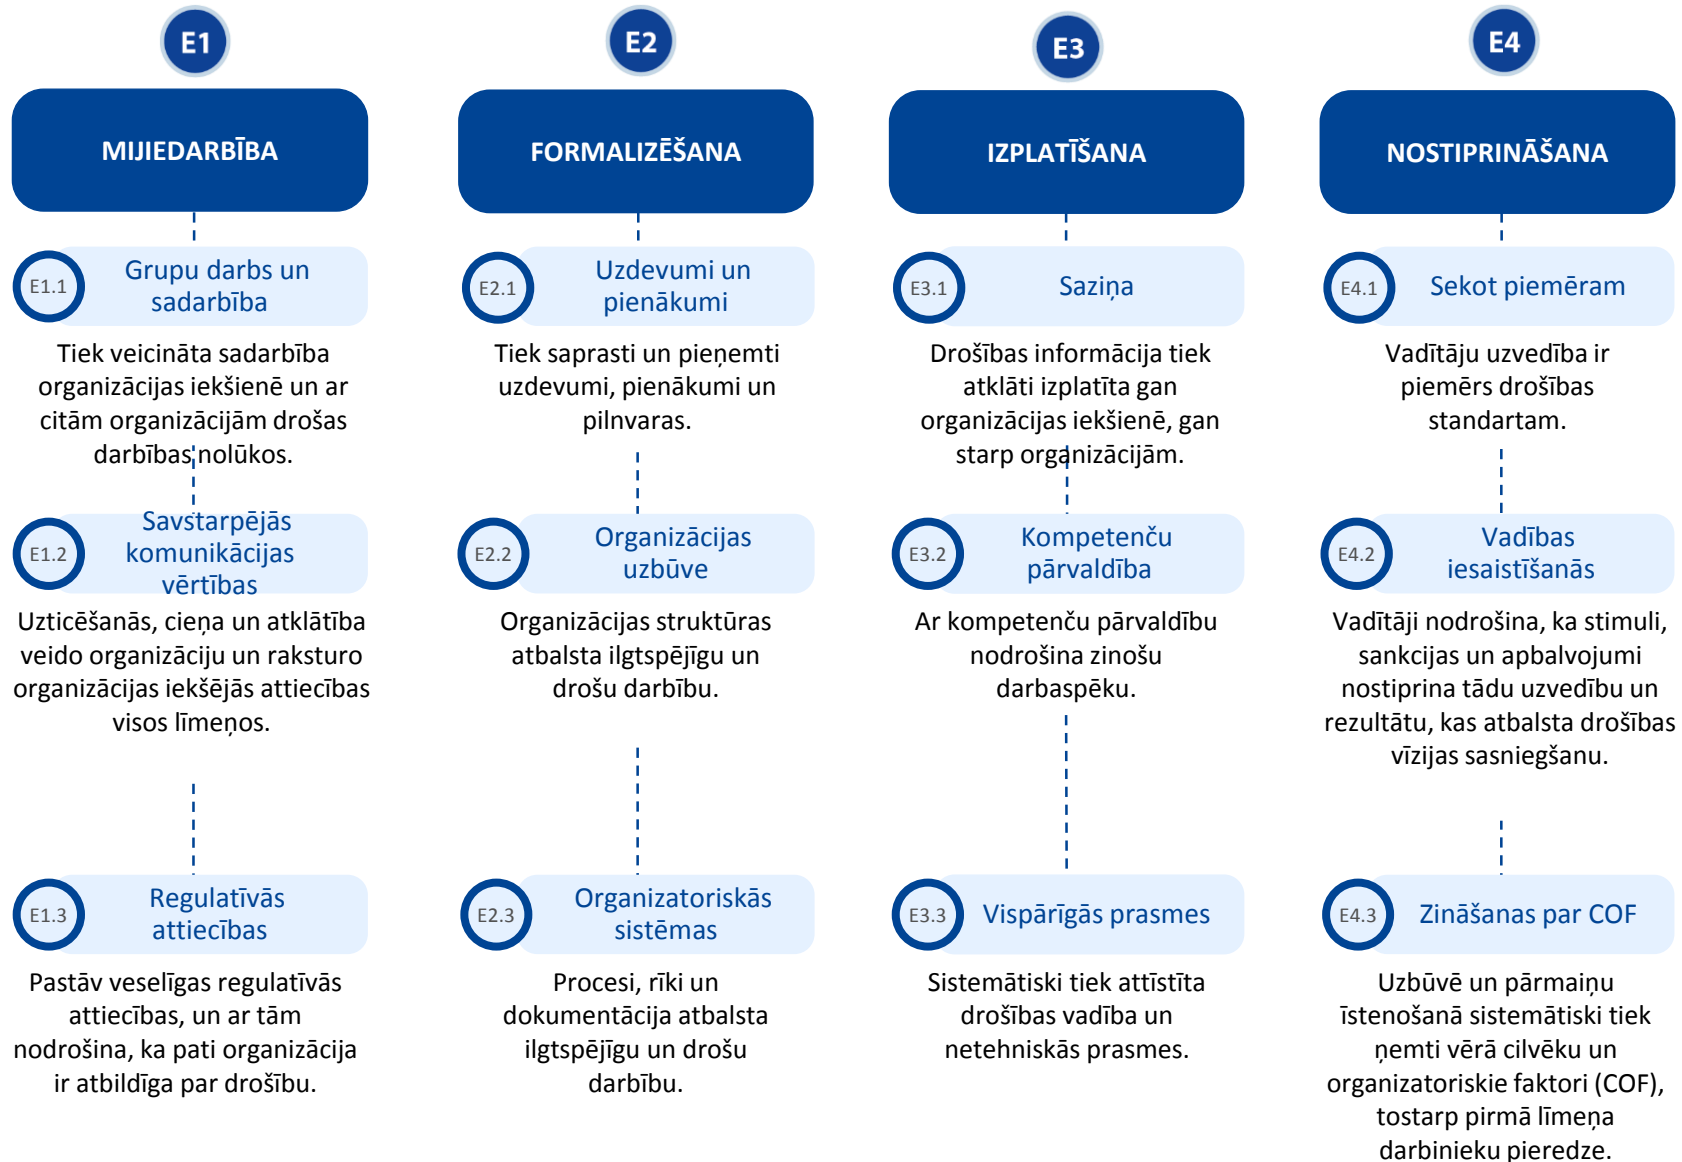 E1
MIJIEDARBĪBA
E1.1
Grupu darbs un
sadarbība
Tiek veicināta sadarbība
organizācijas iekšienē un ar
citām organizācijām drošas
darbības nolūkos.
E1.2
Savstarpējās
komunikācijas
vērtības
Uzticēšanās, cieņa un atklātība
veido organizāciju un raksturo
organizācijas iekšējās attiecības
visos līmeņos.
E1.3
Regulatīvās
attiecības
Pastāv veselīgas regulatīvās
attiecības, un ar tām
nodrošina, ka pati organizācija
ir atbildīga par drošību.
E2
FORMALIZĒŠANA
E2.1
Uzdevumi un
pienākumi
Tiek saprasti un pieņemti
uzdevumi, pienākumi un
pilnvaras.
E2.2
Organizācijas
uzbūve
Organizācijas struktūras
atbalsta ilgtspējīgu un
drošu darbību.
E2.3
Organizatoriskās
sistēmas
Procesi, rīki un
dokumentācija atbalsta
ilgtspējīgu un drošu
darbību.
E3
IZPLATĪŠANA
E3.1
Saziņa
Drošības informācija tiek
atklāti izplatīta gan
organizācijas iekšienē, gan
starp organizācijām.
E3.2
Kompetenču
pārvaldība
Ar kompetenču pārvaldību
nodrošina zinošu
darbaspēku.
E3.3
Vispārīgās prasmes
Sistemātiski tiek attīstīta
drošības vadība un
netehniskās prasmes.
E4
NOSTIPRINĀŠANA
E4.1
Sekot piemēram
Vadītāju uzvedība ir
piemērs drošības
standartam.
E4.2
Vadības
iesaistīšanās
Vadītāji nodrošina, ka stimuli,
sankcijas un apbalvojumi
nostiprina tādu uzvedību un
rezultātu, kas atbalsta drošības
vīzijas sasniegšanu.
E4.3
Zināšanas par COF
Uzbūvē un pārmaiņu
īstenošanā sistemātiski tiek
ņemti vērā cilvēku un
organizatoriskie faktori (COF),
tostarp pirmā līmeņa
darbinieku pieredze.